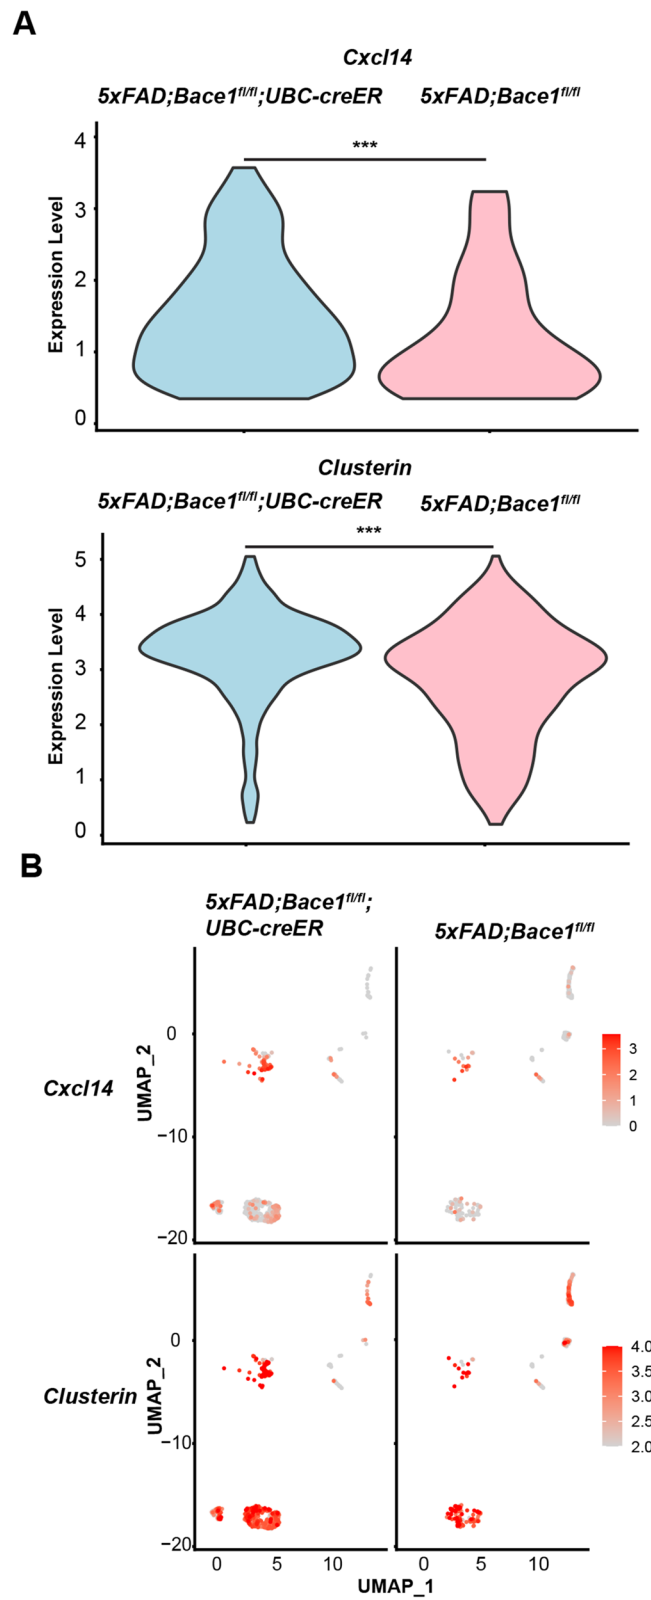 A
Cxcl14
5xFAD;Bace1fl/fl;UBC-creER 5xFAD;Bace1fl/fl
***
Expression Level
4
3
2
1
0
Clusterin
5xFAD;Bace1fl/fl;UBC-creER 5xFAD;Bace1fl/fl
***
Expression Level
5
4
3
2
1
0
B
5xFAD;Bace1fl/fl;
UBC-creER
5xFAD;Bace1fl/fl
Cxcl14
UMAP_2
0
−10
−20
3
2
1
0
Clusterin
UMAP_2
0
−10
−20
4.0
3.5
3.0
2.5
2.0
0 5 10 0 5 10
UMAP_1